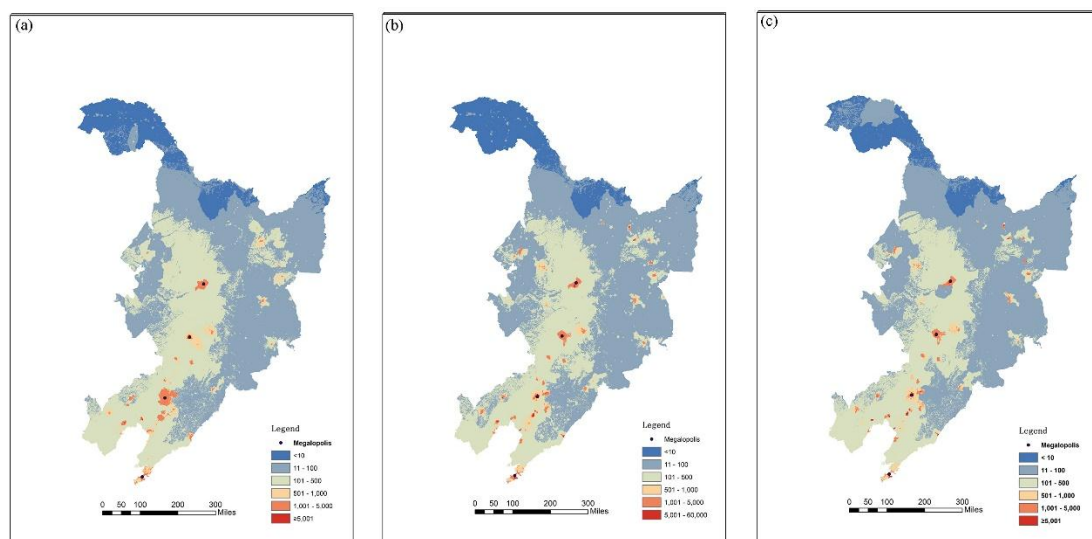 (a)
Legend
Megalopolis
<10
11 - 100
101 - 500
501 - 1,000
1,001 - 5,000
≥5,001
0 50 100 200 300
Miles
(b)
Legend
Megalopolis
<10
11 - 100
101 - 500
501 - 1,000
1,001 - 5,000
5,001 - 60,000
0 50 100 200 300
Miles
(c)
Legend
Megalopolis
< 10
11 - 100
101 - 500
501 - 1,000
1,001 - 5,000
≥5,001
0 50 100 200 300
Miles